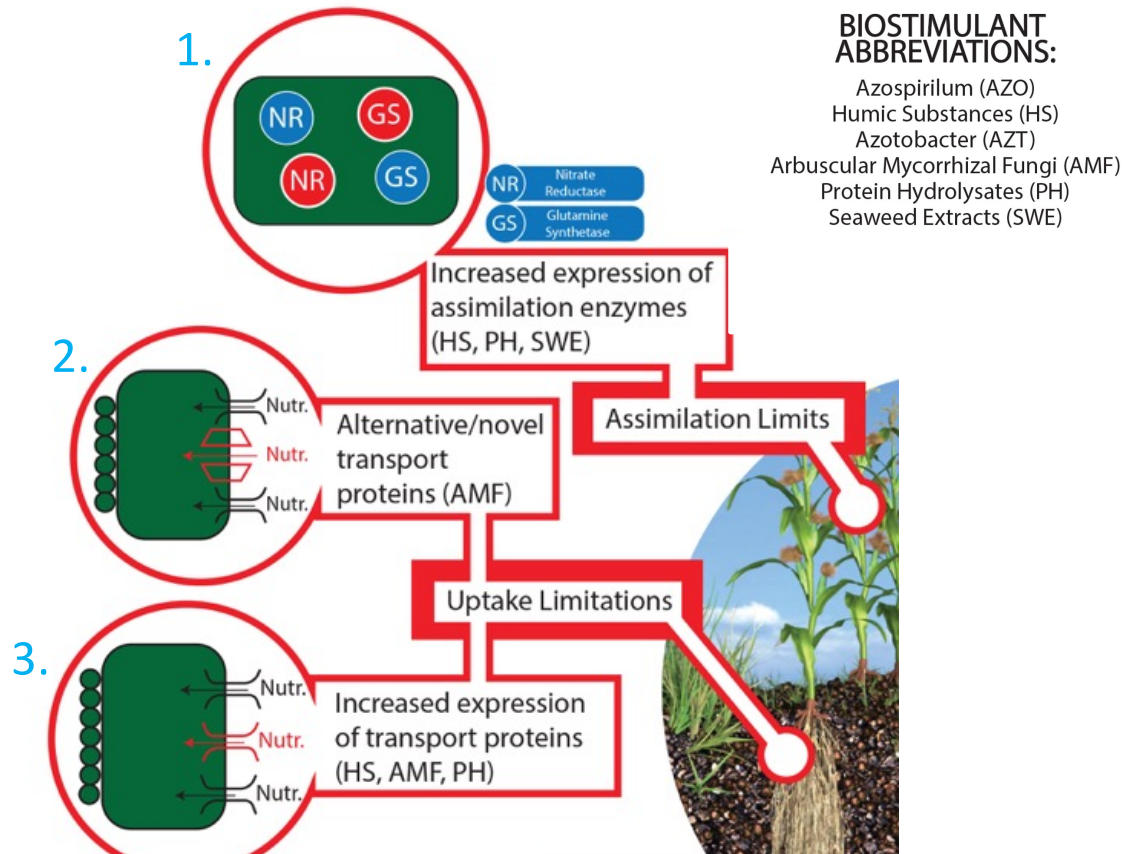 1.
NR
GS
NR
GS
NR
Nitrate
Reductase
GS
Glutamine
Synthetase
BIOSTIMULANT
ABBREVIATIONS:
Azospirilum (AZO)
Humic Substances (HS)
Azotobacter (AZT)
Arbuscular Mycorrhizal Fungi (AMF)
Protein Hydrolysates (PH)
Seaweed Extracts (SWE)
Increased expression of
assimilation enzymes
(HS, PH, SWE)
Assimilation Limits
2.
Nutr.
Nutr.
Nutr.
Alternative/novel
transport
proteins (AMF)
Uptake Limitations
3.
Nutr.
Nutr.
Nutr.
Increased expression
of transport proteins
(HS, AMF, PH)